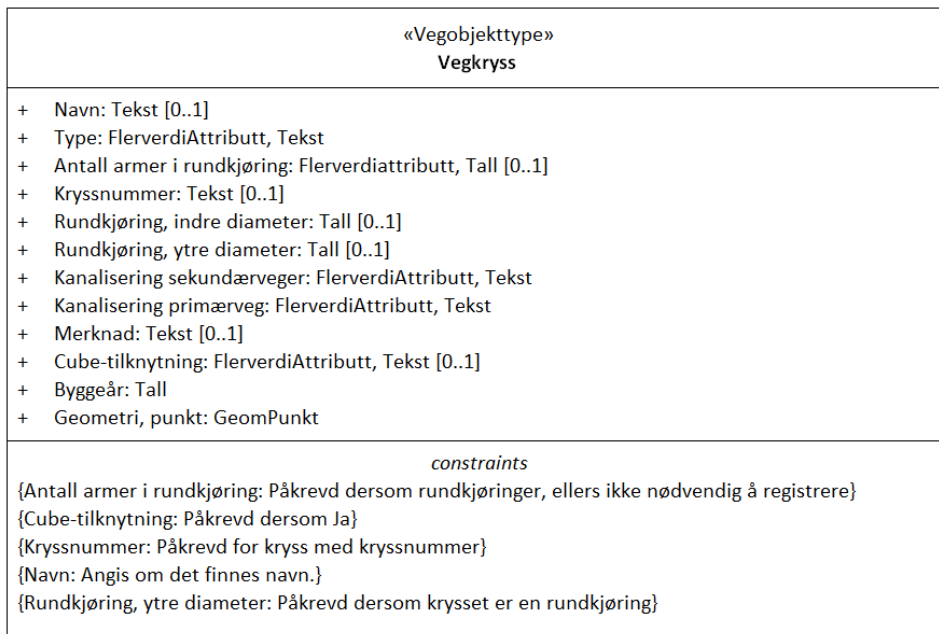 «Vegobjekttype»
Vegkryss
+ Navn: Tekst [0..1]
+ Type: FlerverdiAttributt, Tekst
+ Antall armer i rundkjøring: Flerverdiattributt, Tall [0..1]
+ Kryssnummer: Tekst [0..1]
+ Rundkjøring, indre diameter: Tall [0..1]
+ Rundkjøring, ytre diameter: Tall [0..1]
+ Kanalisering sekundærveger: FlerverdiAttributt, Tekst
+ Kanalisering primærveg: FlerverdiAttributt, Tekst
+ Merknad: Tekst [0..1]
+ Cube-tilknytning: FlerverdiAttributt, Tekst [0..1]
+ Byggeår: Tall
+ Geometri, punkt: GeomPunkt
constraints
{Antall armer i rundkjøring: Påkrevd dersom rundkjøringer, ellers ikke nødvendig å registrere}
{Cube-tilknytning: Påkrevd dersom Ja}
{Kryssnummer: Påkrevd for kryss med kryssnummer}
{Navn: Angis om det finnes navn.}
{Rundkjøring, ytre diameter: Påkrevd dersom krysset er en rundkjøring}